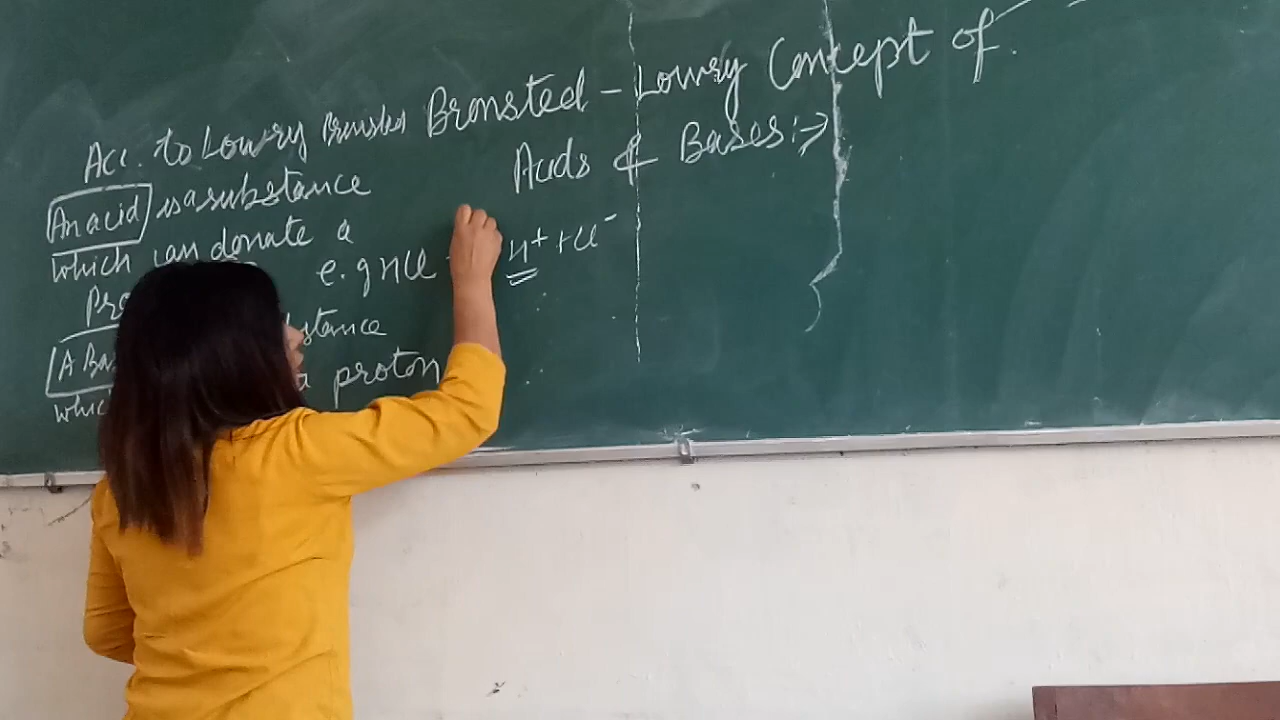 Bronsted - Lowry Concept of
Acids & Bases :→
Acc. to Lowry Bronsted
An acid is a substance
which can donate a
e.g HCl H+ + Cl-
A
which a proton